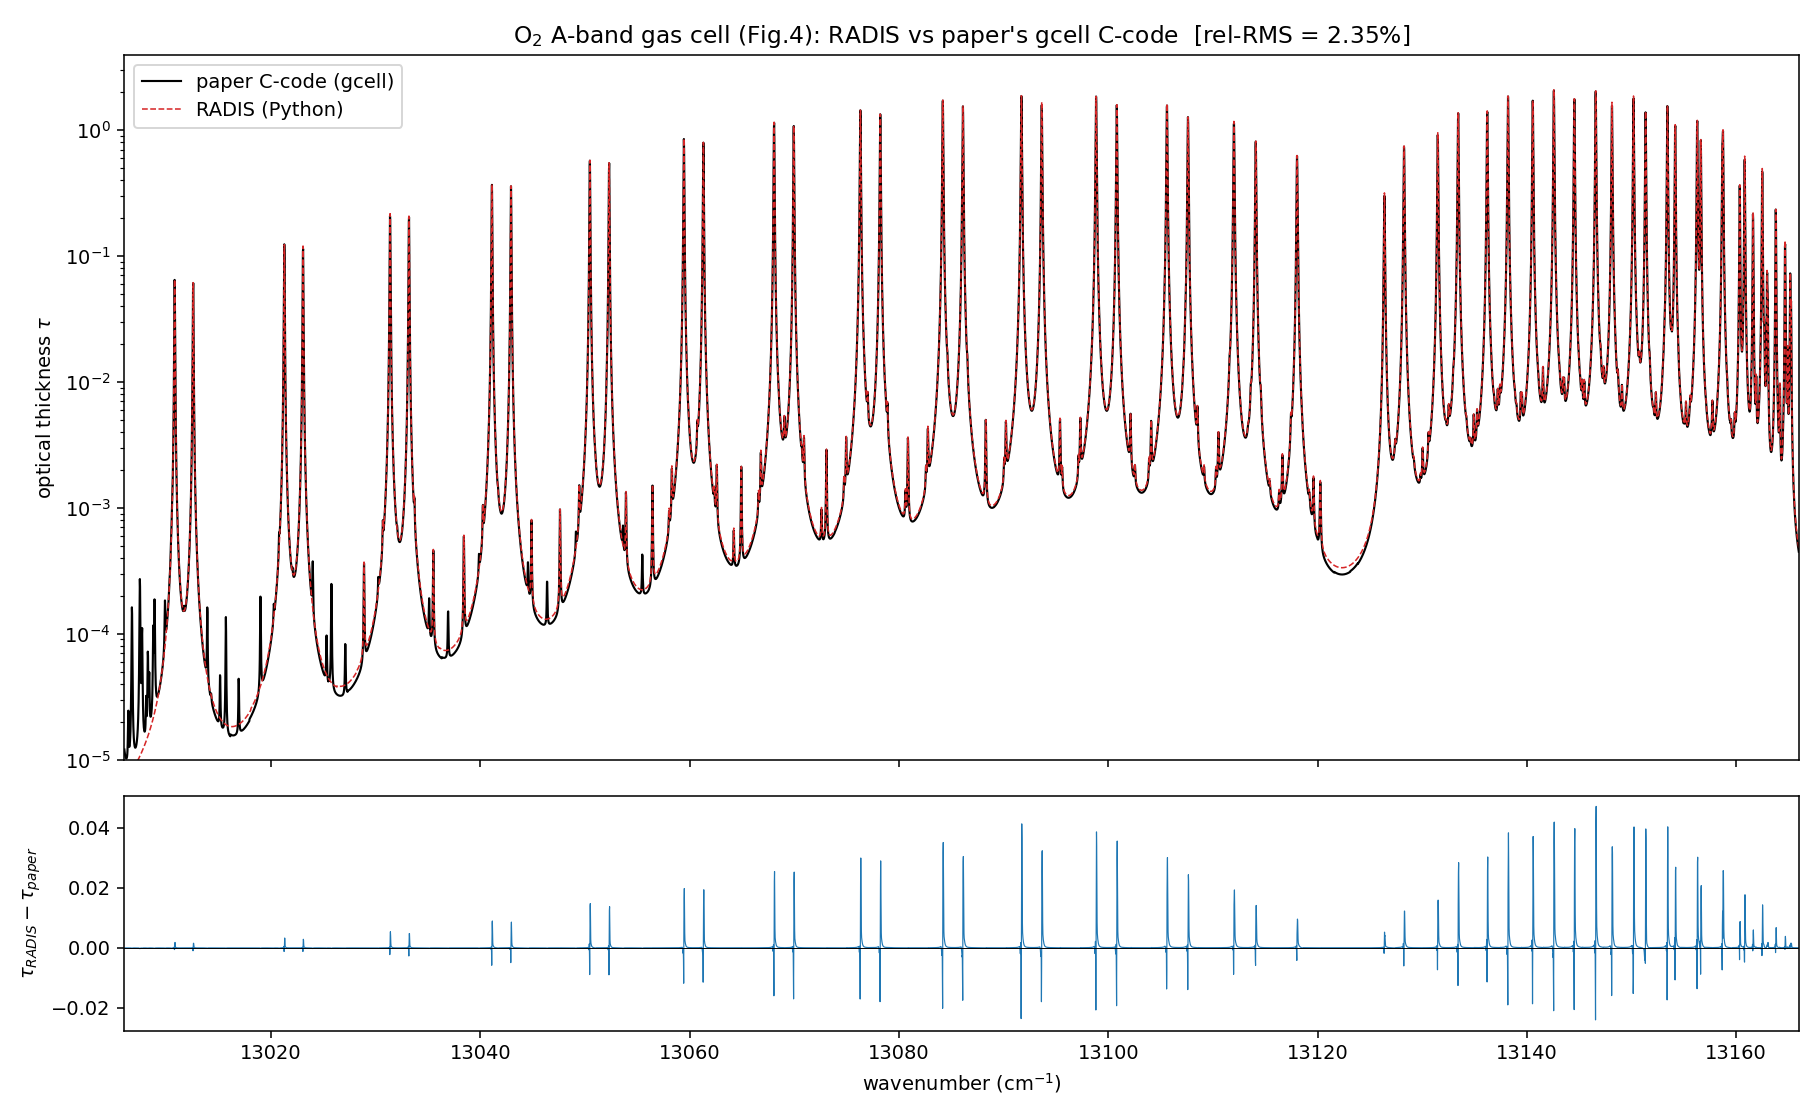 O₂ A-band gas cell (Fig.4): RADIS vs paper's gcell C-code [rel-RMS = 2.35%]
paper C-code (gcell)
RADIS (Python)
optical thickness τ
10⁰
10⁻¹
10⁻²
10⁻³
10⁻⁴
10⁻⁵
τ_RADIS − τ_paper
0.04
0.02
0.00
−0.02
13020 13040 13060 13080 13100 13120 13140 13160
wavenumber (cm⁻¹)